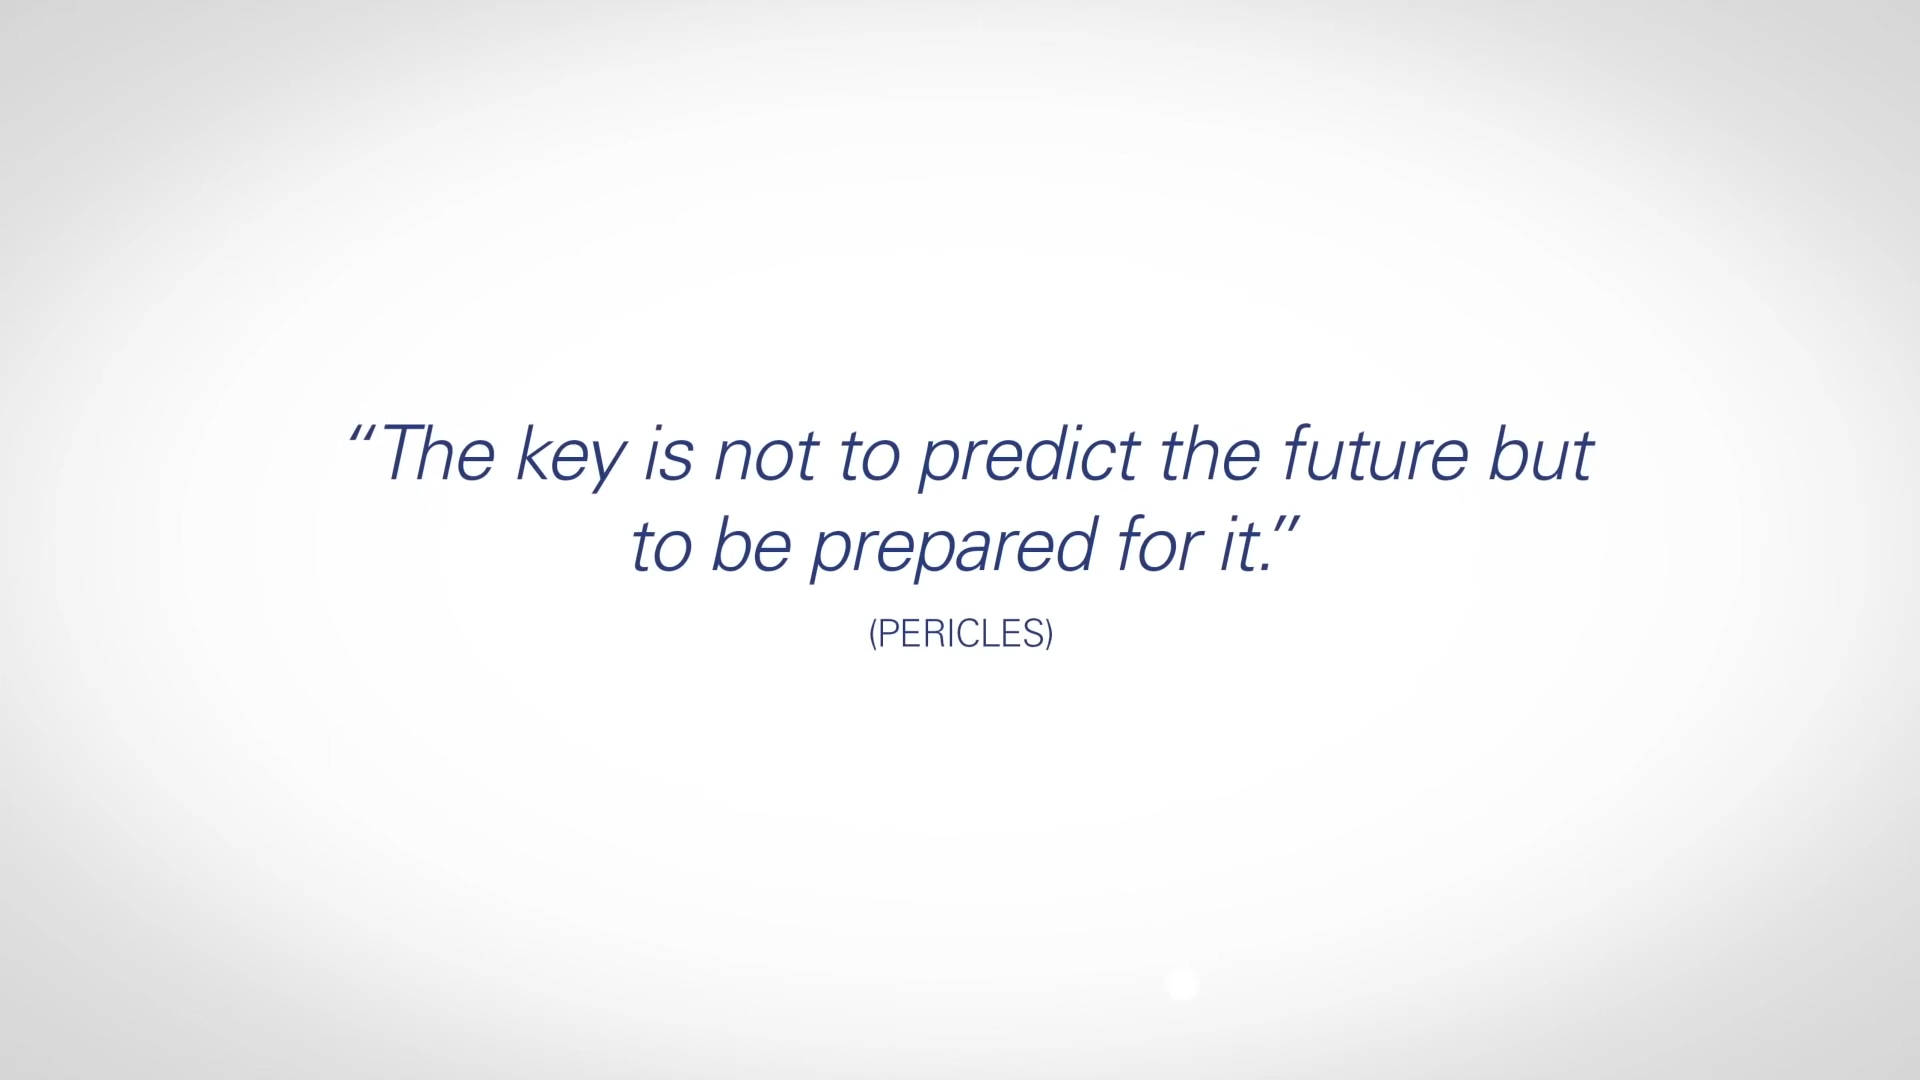 “The key is not to predict the future but
to be prepared for it.”
(PERICLES)